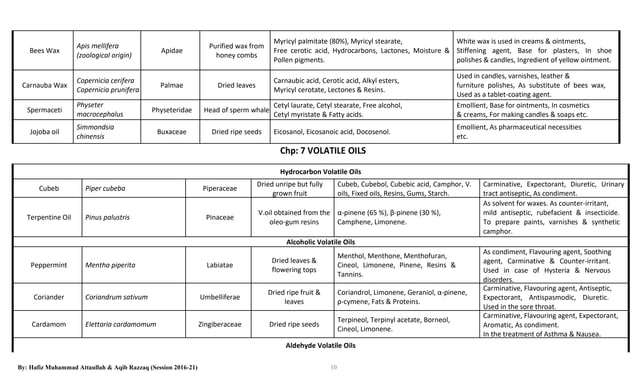 Bees Wax
Apis mellifera
(zoological origin)
Apidae
Purified wax from
honey combs
Myricyl palmitate (80%), Myricyl stearate,
Free cerotic acid, Hydrocarbons, Lactones, Moisture &
Pollen pigments.
White wax is used in creams & ointments,
Stiffening agent, Base for plasters, In shoe
polishes & candles, Ingredient of yellow ointment.
Carnauba Wax
Copernicia cerifera
Copernicia prunifera
Palmae
Dried leaves
Carnaubic acid, Cerotic acid, Alkyl esters,
Myricyl cerotate, Lectones & Resins.
Used in candles, varnishes, leather &
furniture polishes, As substitute of bees wax,
Used as a tablet-coating agent.
Spermaceti
Physeter
macrocephalus
Physeteridae
Head of sperm whale
Cetyl laurate, Cetyl stearate, Free alcohol,
Cetyl myristate & Fatty acids.
Emollient, Base for ointments, In cosmetics
& creams, For making candles & soaps etc.
Jojoba oil
Simmondsia
chinensis
Buxaceae
Dried ripe seeds
Eicosanol, Eicosanoic acid, Docosenol.
Emollient, As pharmaceutical necessities
etc.
Chp: 7 VOLATILE OILS
Hydrocarbon Volatile Oils
Cubeb
Piper cubeba
Piperaceae
Dried unripe but fully
grown fruit
Cubeb, Cubebol, Cubebic acid, Camphor, V.
oils, Fixed oils, Resins, Gums, Starch.
Carminative, Expectorant, Diuretic, Urinary
tract antiseptic, As condiment.
Terpentine Oil
Pinus palustris
Pinaceae
V.oil obtained from the
oleo-gum resins
α-pinene (65 %), β-pinene (30 %),
Camphene, Limonene.
As solvent for waxes. As counter-irritant,
mild antiseptic, rubefacient & insecticide.
To prepare paints, varnishes & synthetic
camphor.
Alcoholic Volatile Oils
Peppermint
Mentha piperita
Labiatae
Dried leaves &
flowering tops
Menthol, Menthone, Menthofuran,
Cineol, Limonene, Pinene, Resins &
Tannins.
As condiment, Flavouring agent, Soothing
agent, Carminative & Counter-irritant.
Used in case of Hysteria & Nervous
disorders.
Coriander
Coriandrum sativum
Umbelliferae
Dried ripe fruit &
leaves
Coriandrol, Limonene, Geraniol, α-pinene,
ρ-cymene, Fats & Proteins.
Carminative, Flavouring agent, Antiseptic,
Expectorant, Antispasmodic, Diuretic.
Used in the sore throat.
Cardamom
Elettaria cardamomum
Zingiberaceae
Dried ripe seeds
Terpineol, Terpinyl acetate, Borneol,
Cineol, Limonene.
Carminative, Flavouring agent, Expectorant,
Aromatic, As condiment.
In the treatment of Asthma & Nausea.
Aldehyde Volatile Oils
By: Hafiz Muhammad Attaullah & Aqib Razzaq (Session 2016-21)
10